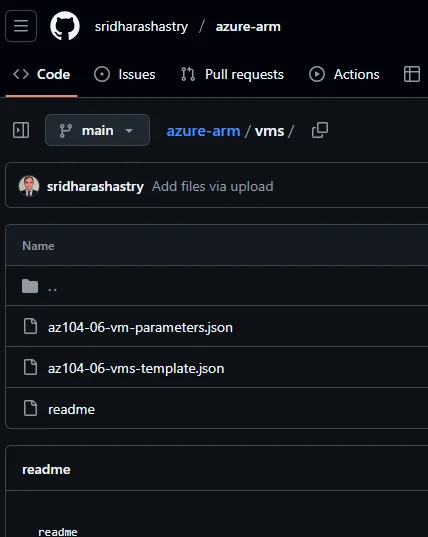 sridharashastry / azure-arm
Code Issues Pull requests Actions
main azure-arm / vms /
sridharashastry Add files via upload
Name
..
az104-06-vm-parameters.json
az104-06-vms-template.json
readme
readme
readme